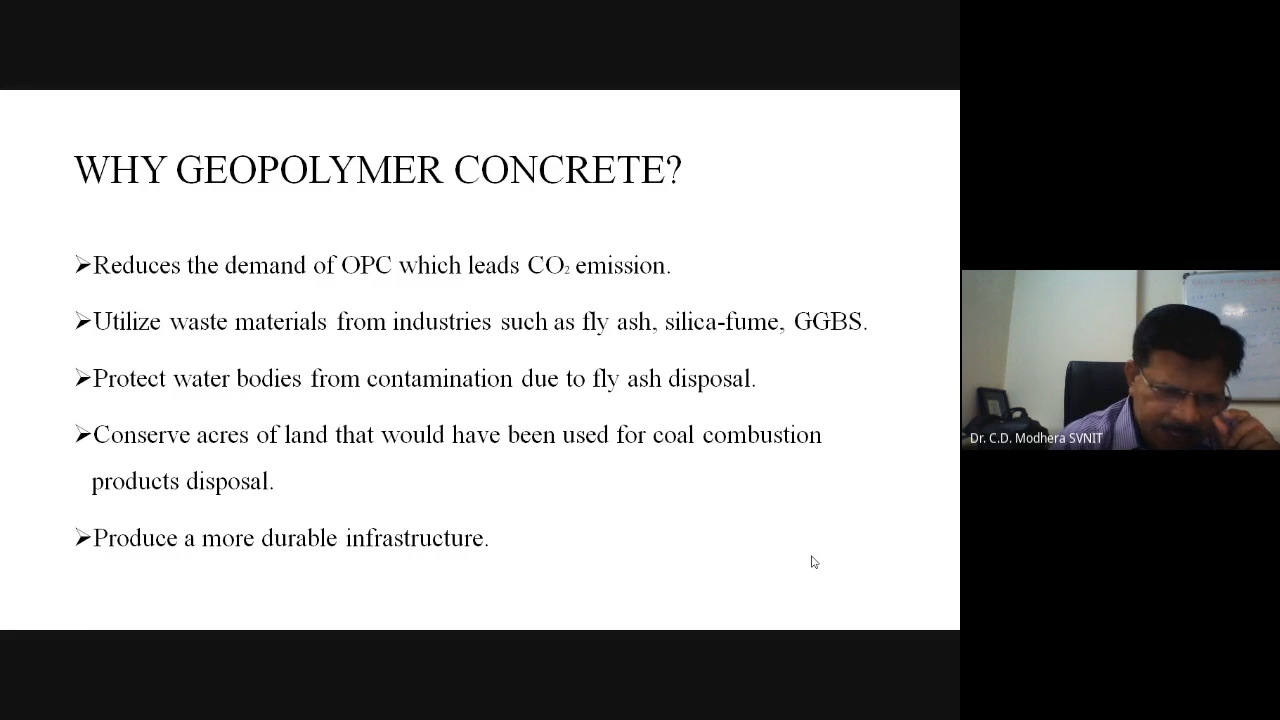 WHY GEOPOLYMER CONCRETE?
➢Reduces the demand of OPC which leads CO₂ emission.
➢Utilize waste materials from industries such as fly ash, silica-fume, GGBS.
➢Protect water bodies from contamination due to fly ash disposal.
➢Conserve acres of land that would have been used for coal combustion
products disposal.
➢Produce a more durable infrastructure.
Dr. C.D. Modhera SVNIT